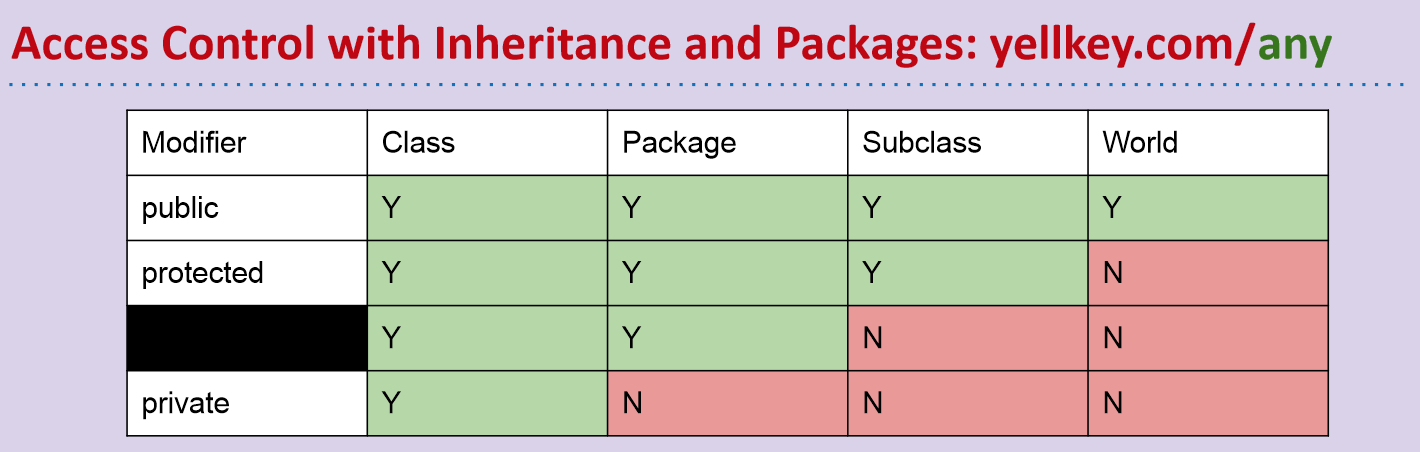 Access Control with Inheritance and Packages: yellkey.com/any
Modifier Class Package Subclass World
public Y Y Y Y
protected Y Y Y N
Y Y N N
private Y N N N